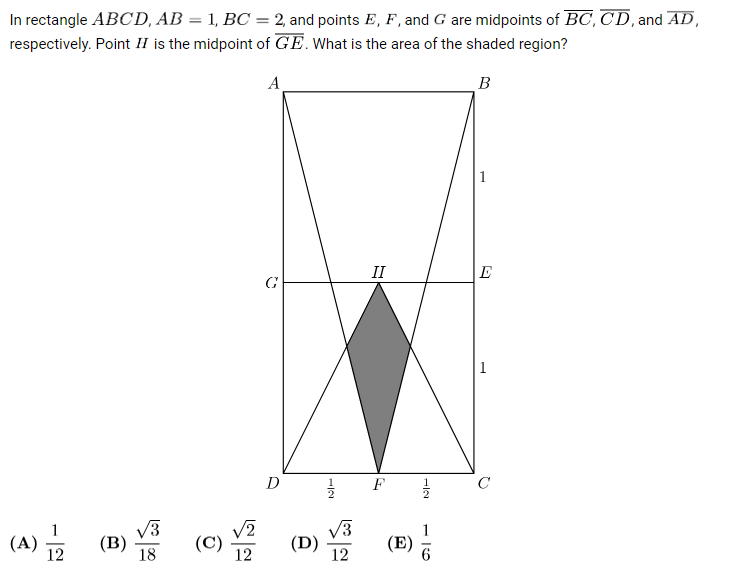 In rectangle ABCD, AB = 1, BC = 2, and points E, F, and G are midpoints of BC, CD, and AD,
respectively. Point H is the midpoint of GE. What is the area of the shaded region?
A B
1
G H E
1
D 1/2 F 1/2 C
(A) 1/12 (B) √3/18 (C) √2/12 (D) √3/12 (E) 1/6